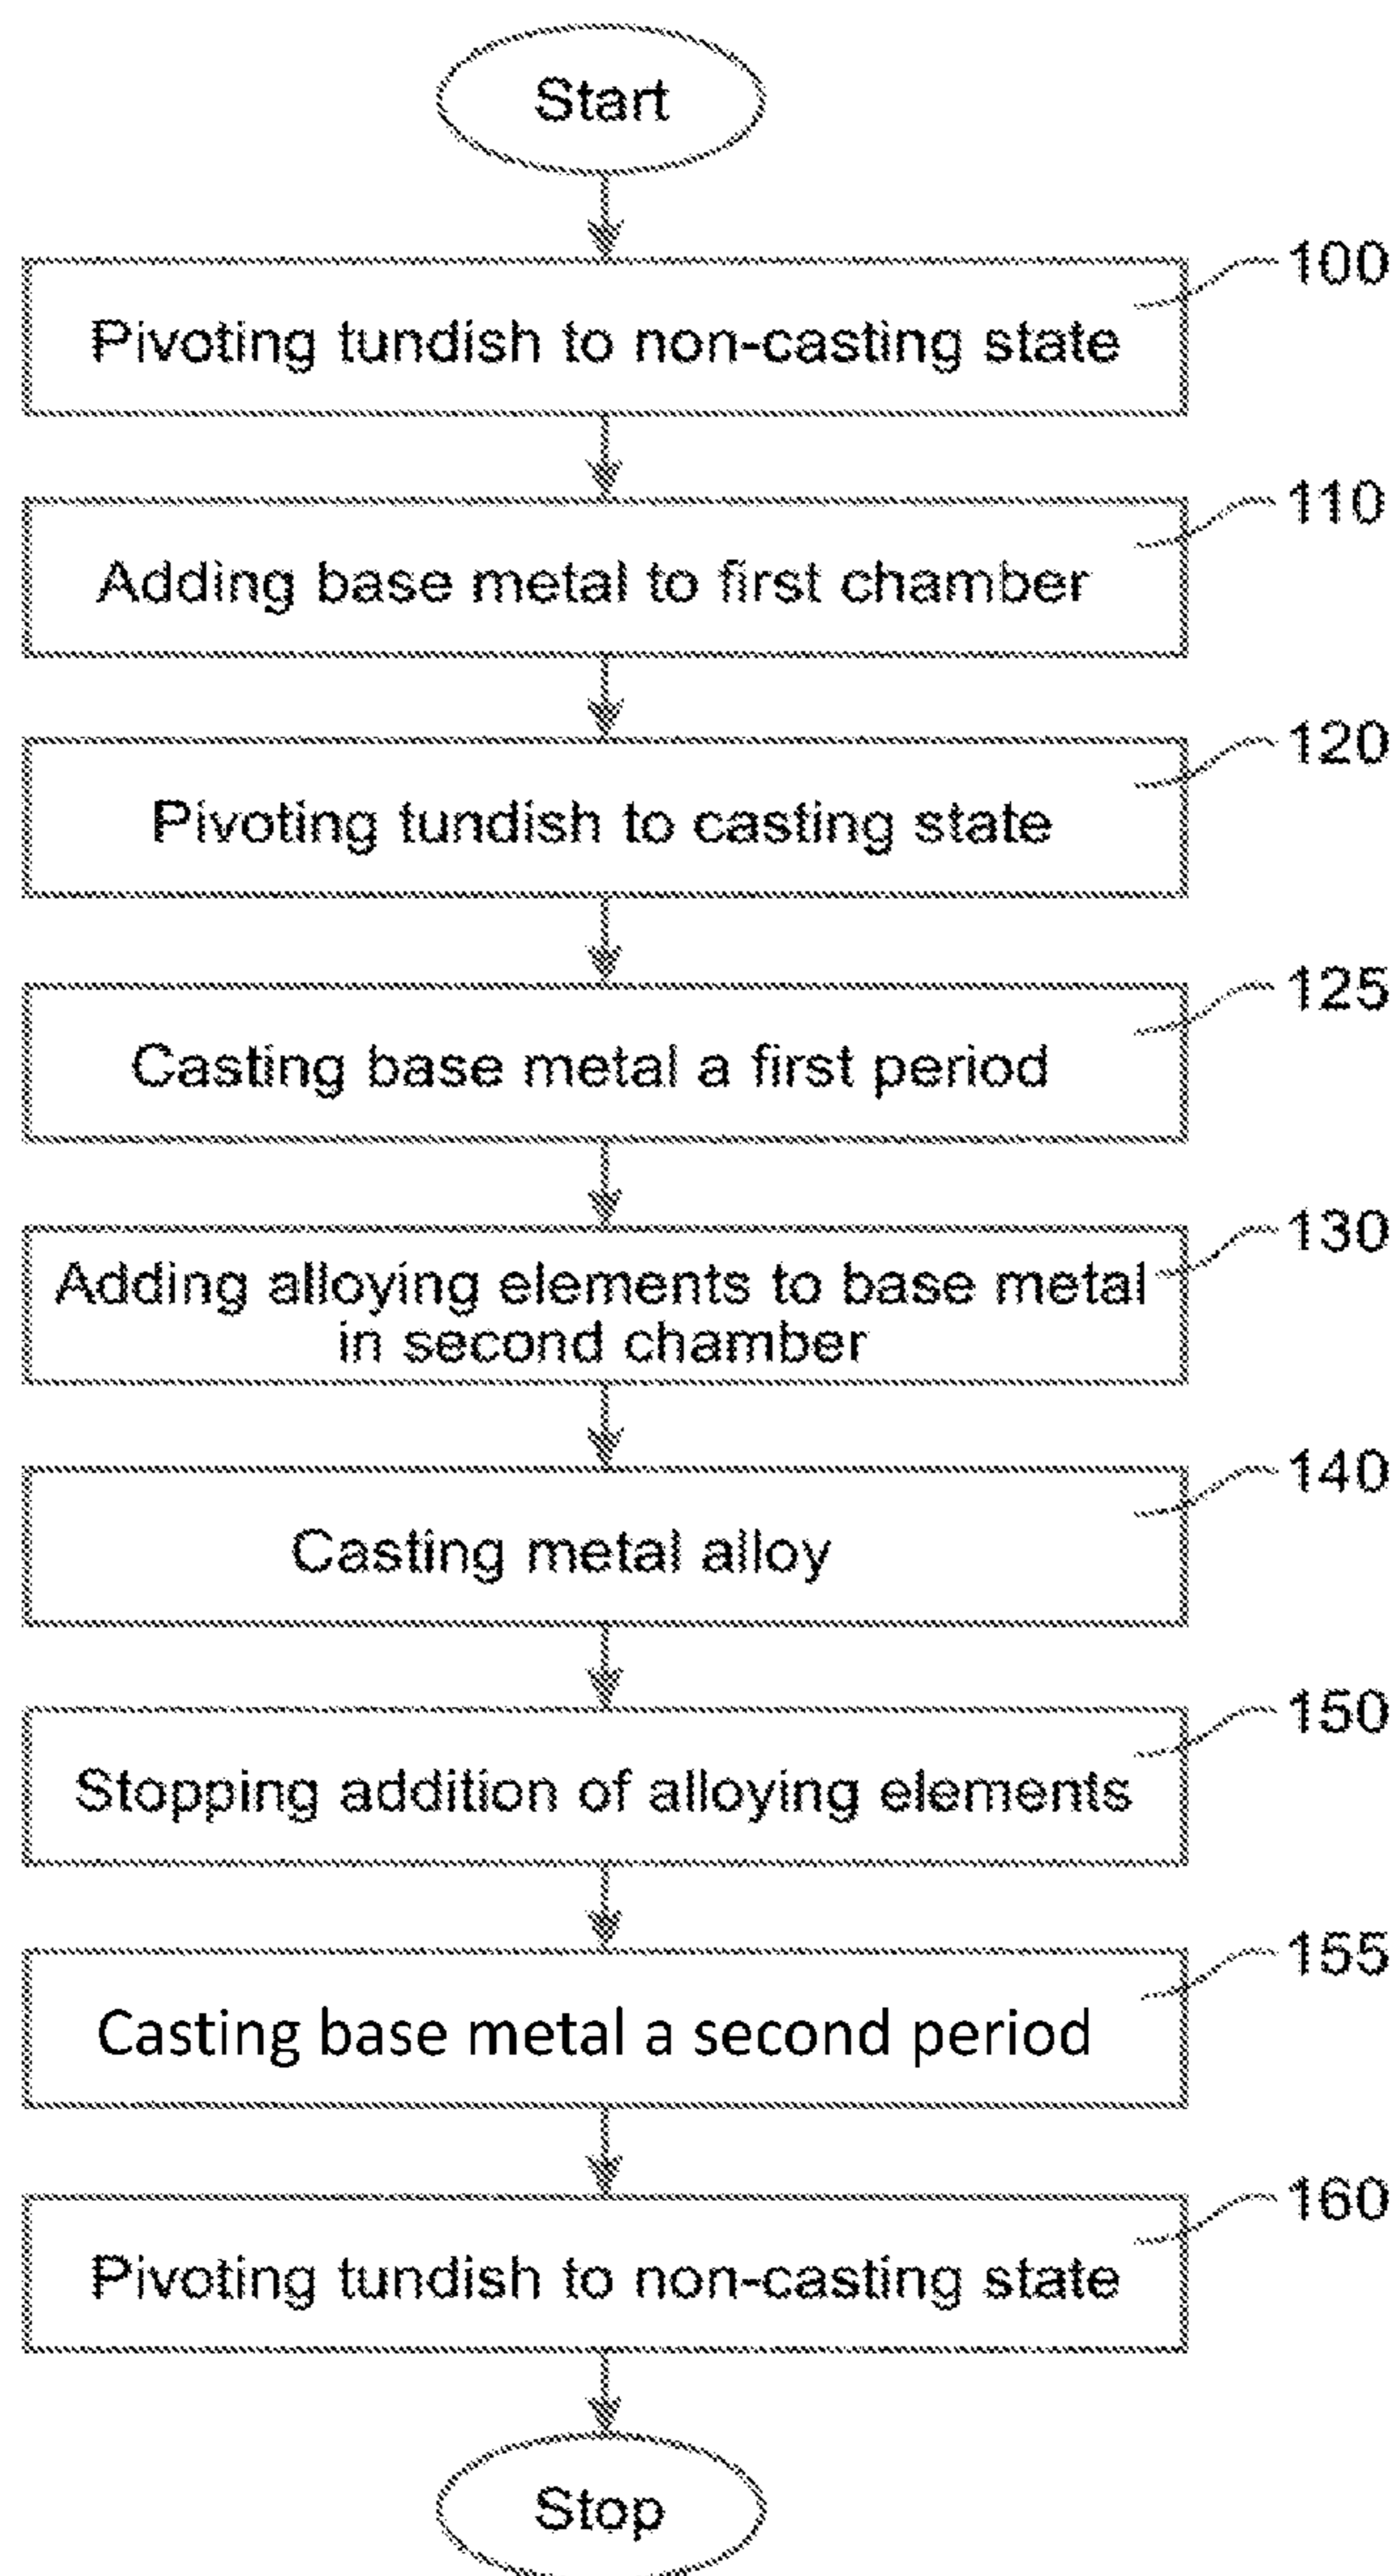 Start
100
Pivoting tundish to non-casting state
110
Adding base metal to first chamber
120
Pivoting tundish to casting state
125
Casting base metal a first period
130
Adding alloying elements to base metal
in second chamber
140
Casting metal alloy
150
Stopping addition of alloying elements
155
Casting base metal a second period
160
Pivoting tundish to non-casting state
Stop